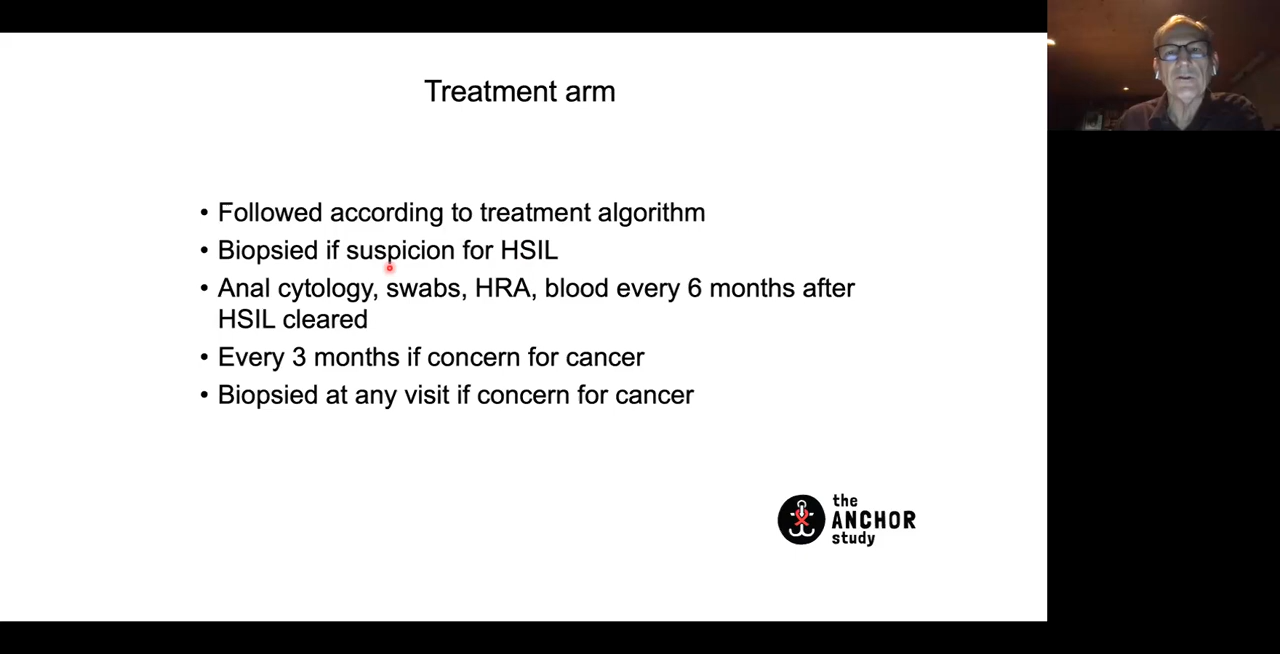 Treatment arm
• Followed according to treatment algorithm
• Biopsied if suspicion for HSIL
• Anal cytology, swabs, HRA, blood every 6 months after
HSIL cleared
• Every 3 months if concern for cancer
• Biopsied at any visit if concern for cancer
the
ANCHOR
study